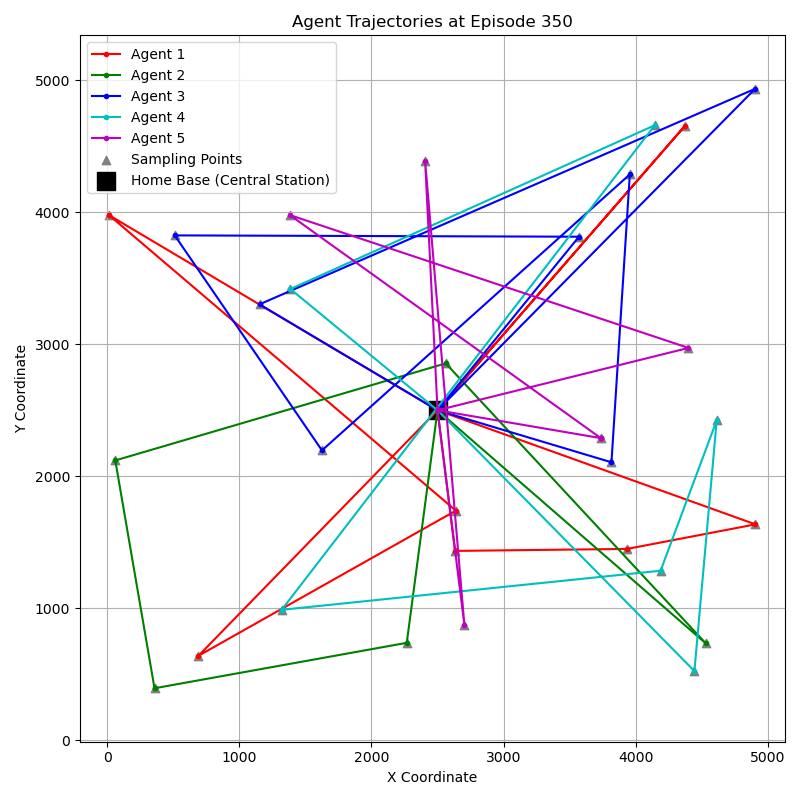 Agent Trajectories at Episode 350
Agent 1
Agent 2
Agent 3
Agent 4
Agent 5
Sampling Points
Home Base (Central Station)
Y Coordinate
5000
4000
3000
2000
1000
0
0 1000 2000 3000 4000 5000
X Coordinate